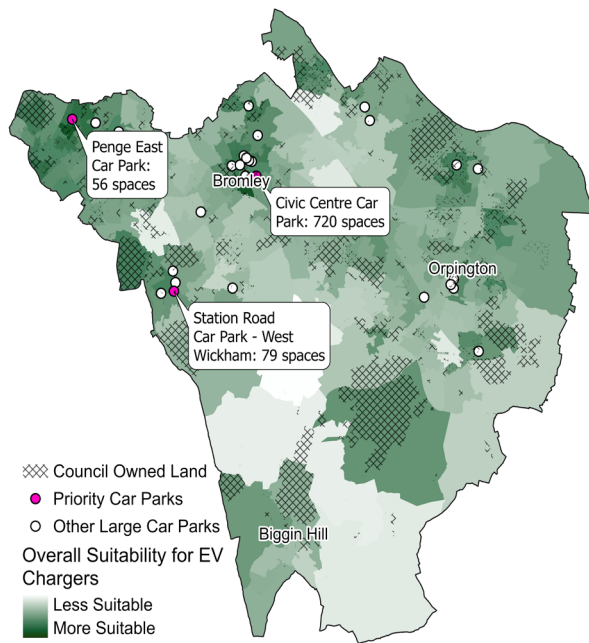 Penge East
Car Park:
56 spaces
Bromley
Civic Centre Car
Park: 720 spaces
Orpington
Station Road
Car Park - West
Wickham: 79 spaces
Biggin Hill
Council Owned Land
Priority Car Parks
Other Large Car Parks
Overall Suitability for EV
Chargers
Less Suitable
More Suitable